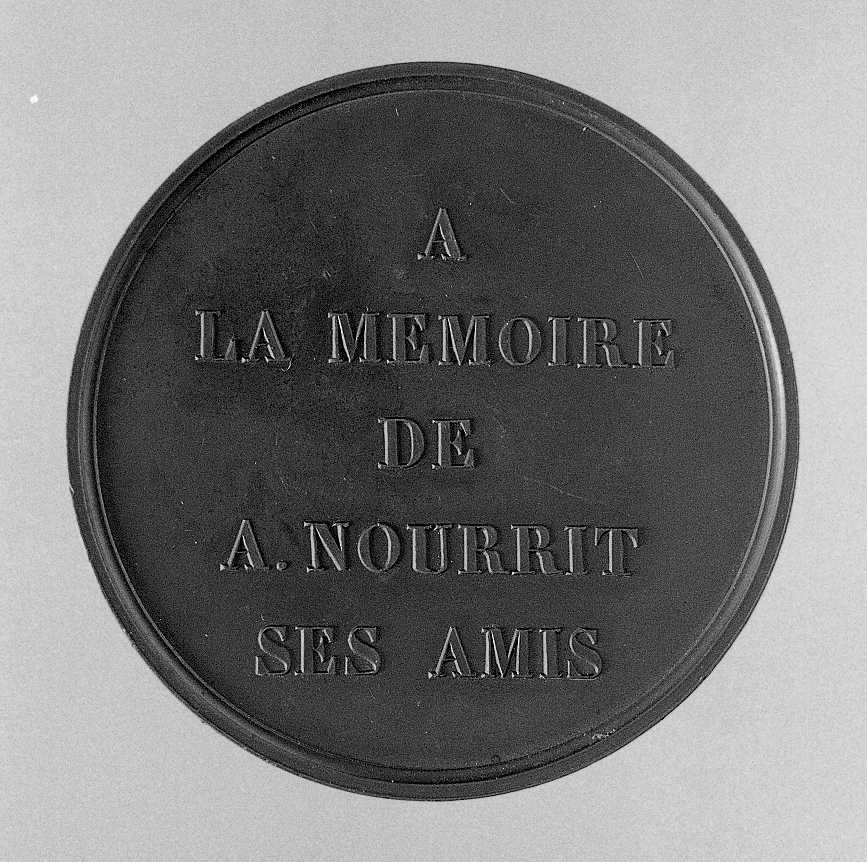 A
LA MEMOIRE
DE
A. NOURRIT
SES AMIS